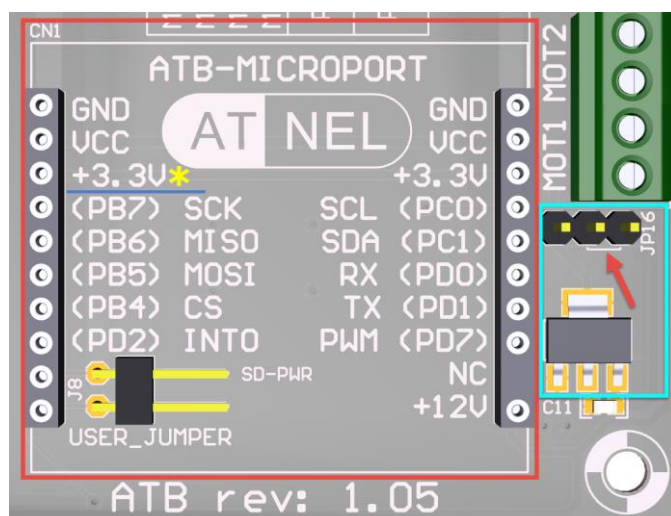 CN1
ATB-MICROPORT
AT NEL
GND GND
VCC VCC
+3.3V* +3.3V
(PB7) SCK SCL (PC0)
(PB6) MISO SDA (PC1)
(PB5) MOSI RX (PD0)
(PB4) CS TX (PD1)
(PD2) INTO PWM (PD7)
J8 SD-PWR NC
+12V
USER_JUMPER
ATB rev: 1.05
MOT1 MOT2
JP16
C11